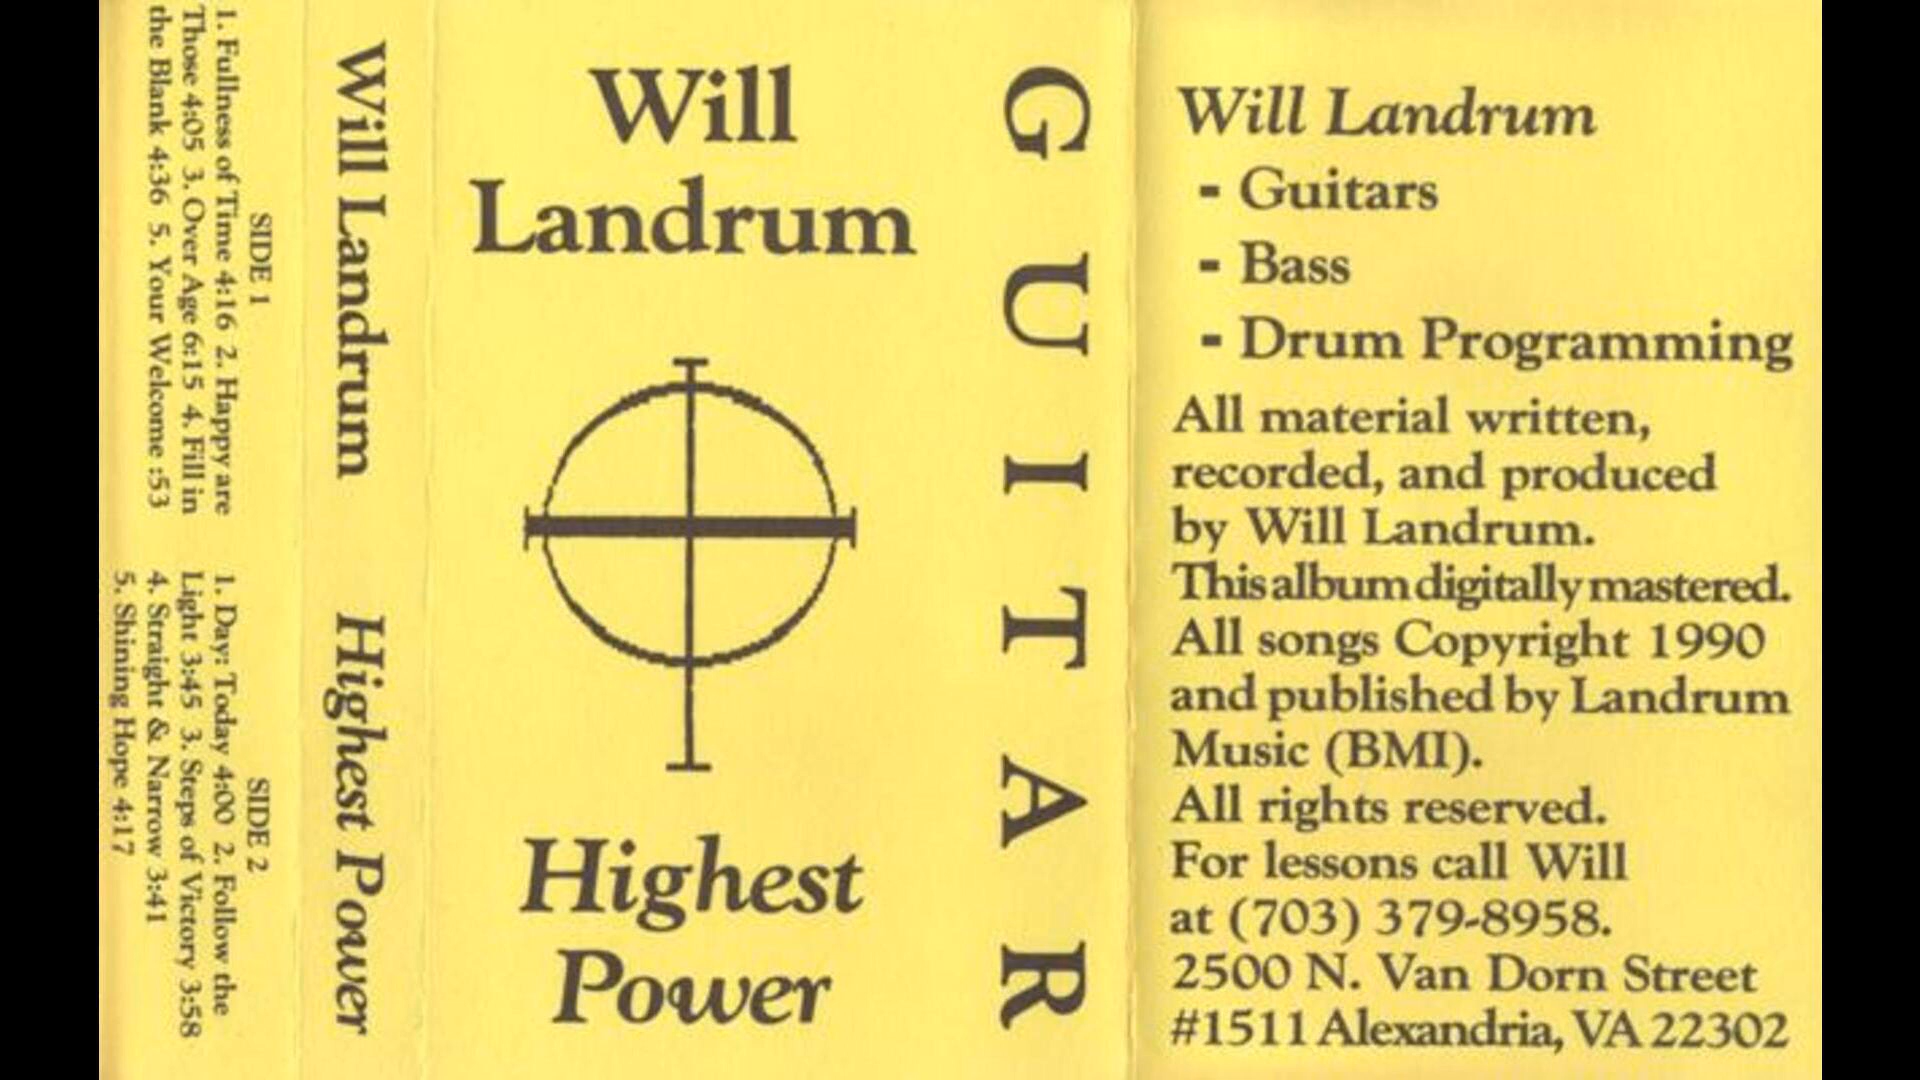 SIDE 1
1. Fullness of Time 4:16 2. Happy are
Those 4:05 3. Over Age 6:15 4. Fill in
the Blank 4:36 5. Your Welcome :53
SIDE 2
1. Day: Today 4:00 2. Follow the
Light 3:45 3. Steps of Victory 3:58
4. Straight & Narrow 3:41
5. Shining Hope 4:17
Will Landrum Highest Power
Will
Landrum
Highest
Power
GUITAR
Will Landrum
- Guitars
- Bass
- Drum Programming
All material written,
recorded, and produced
by Will Landrum.
This album digitally mastered.
All songs Copyright 1990
and published by Landrum
Music (BMI).
All rights reserved.
For lessons call Will
at (703) 379-8958.
2500 N. Van Dorn Street
#1511 Alexandria, VA 22302